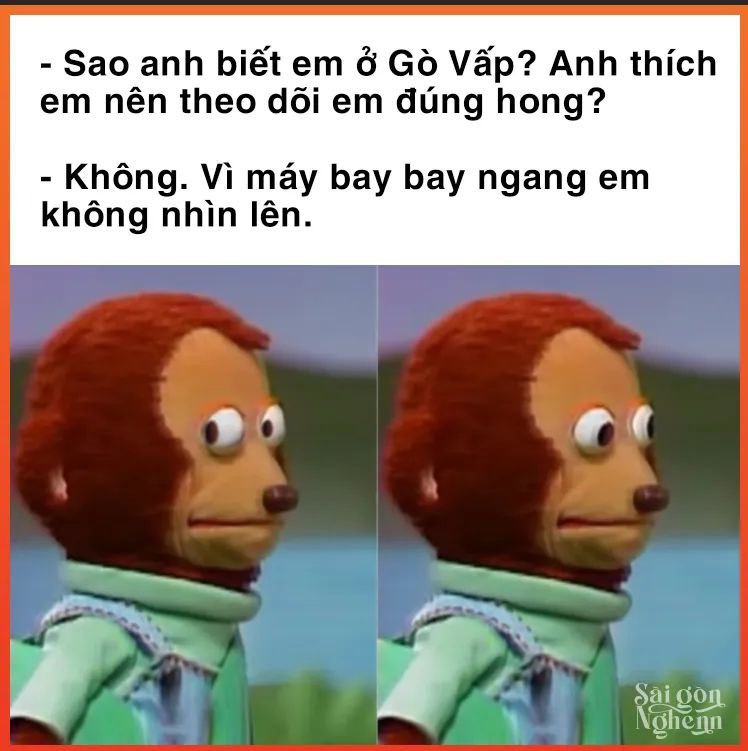 - Sao anh biết em ở Gò Vấp? Anh thích
em nên theo dõi em đúng hong?
- Không. Vì máy bay bay ngang em
không nhìn lên.
Sài gòn
Nghênn